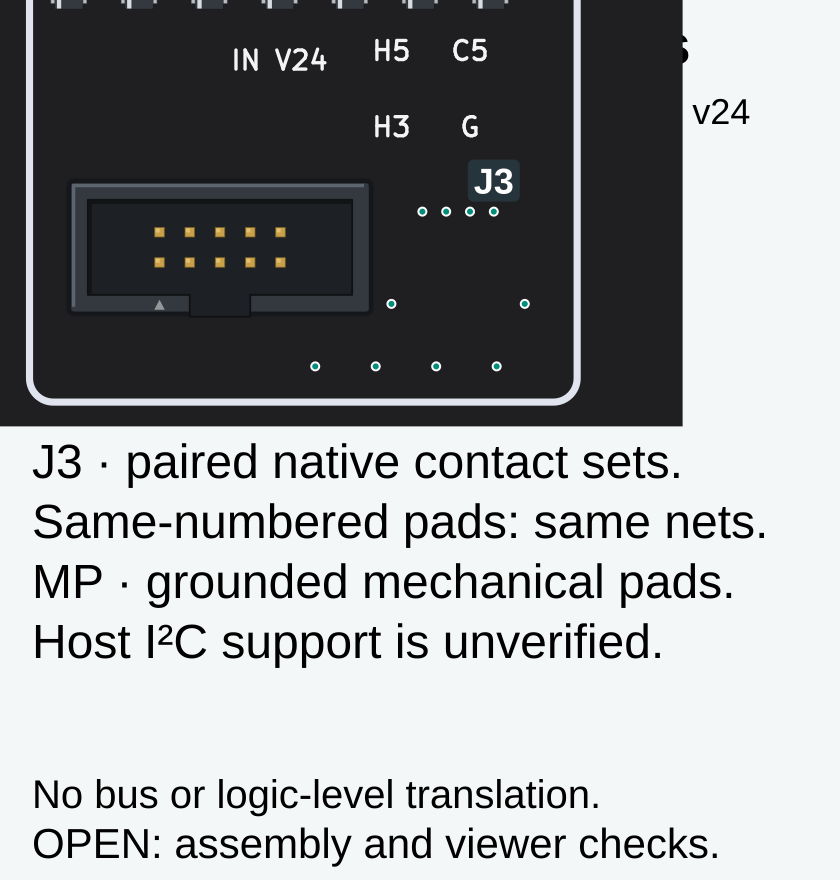 IN V24 H5 C5
v24
H3 G
J3
J3 · paired native contact sets.
Same-numbered pads: same nets.
MP · grounded mechanical pads.
Host I²C support is unverified.
No bus or logic-level translation.
OPEN: assembly and viewer checks.